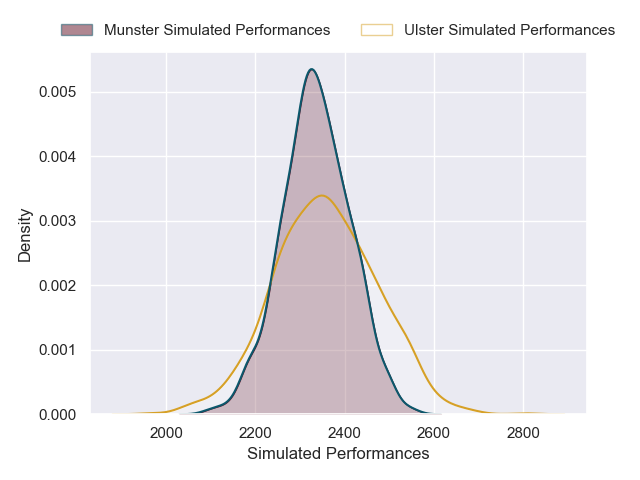 Munster Simulated Performances Ulster Simulated Performances
0.005
0.004
0.003
0.002
0.001
0.000
Density
2000 2200 2400 2600 2800
Simulated Performances